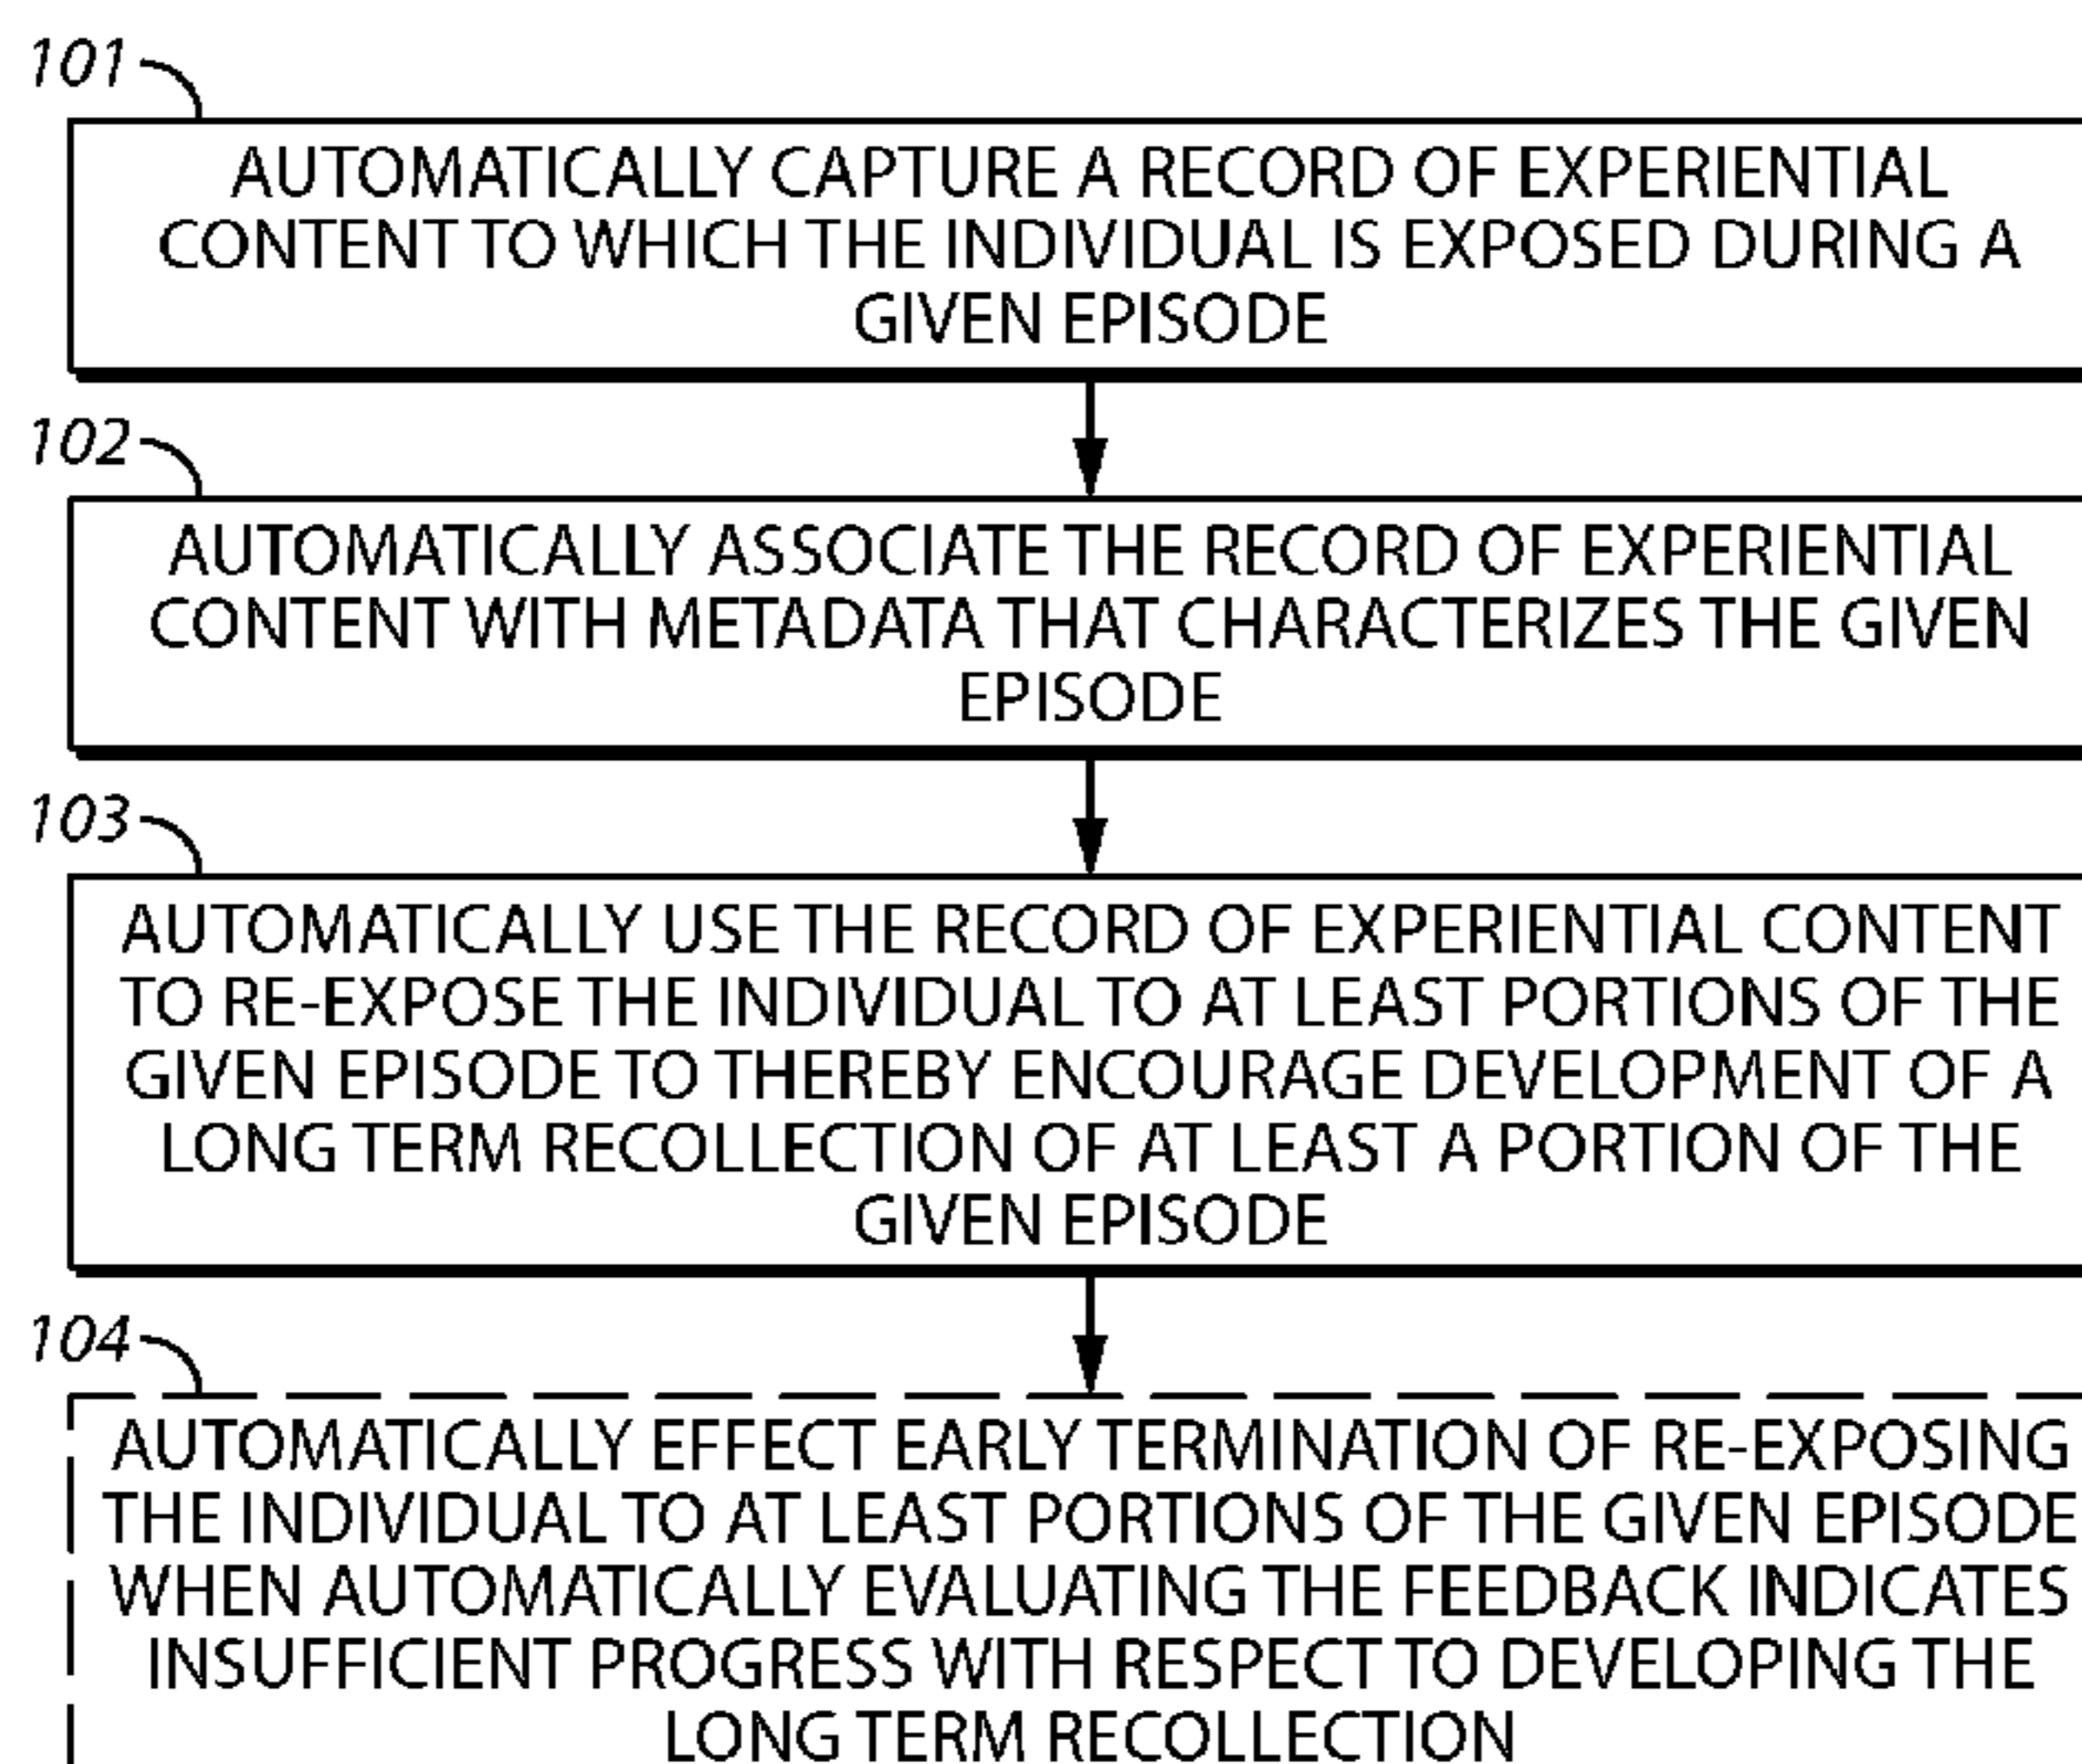 101
AUTOMATICALLY CAPTURE A RECORD OF EXPERIENTIAL
CONTENT TO WHICH THE INDIVIDUAL IS EXPOSED DURING A
GIVEN EPISODE
102
AUTOMATICALLY ASSOCIATE THE RECORD OF EXPERIENTIAL
CONTENT WITH METADATA THAT CHARACTERIZES THE GIVEN
EPISODE
103
AUTOMATICALLY USE THE RECORD OF EXPERIENTIAL CONTENT
TO RE-EXPOSE THE INDIVIDUAL TO AT LEAST PORTIONS OF THE
GIVEN EPISODE TO THEREBY ENCOURAGE DEVELOPMENT OF A
LONG TERM RECOLLECTION OF AT LEAST A PORTION OF THE
GIVEN EPISODE
104
AUTOMATICALLY EFFECT EARLY TERMINATION OF RE-EXPOSING
THE INDIVIDUAL TO AT LEAST PORTIONS OF THE GIVEN EPISODE
WHEN AUTOMATICALLY EVALUATING THE FEEDBACK INDICATES
INSUFFICIENT PROGRESS WITH RESPECT TO DEVELOPING THE
LONG TERM RECOLLECTION